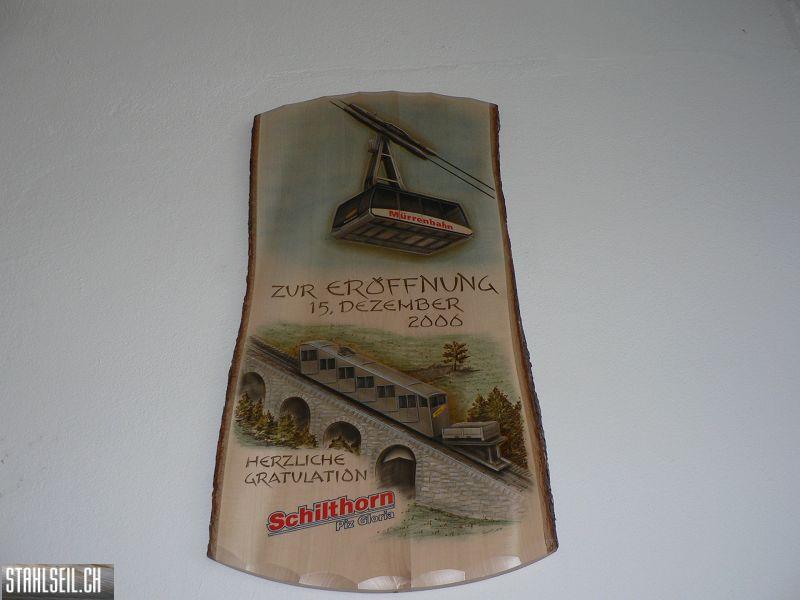 Mürrenbahn
ZUR ERÖFFNUNG
15. DEZEMBER
2006
HERZLICHE
GRATULATION
Schilthorn
Piz Gloria
STAHLSEIL.CH